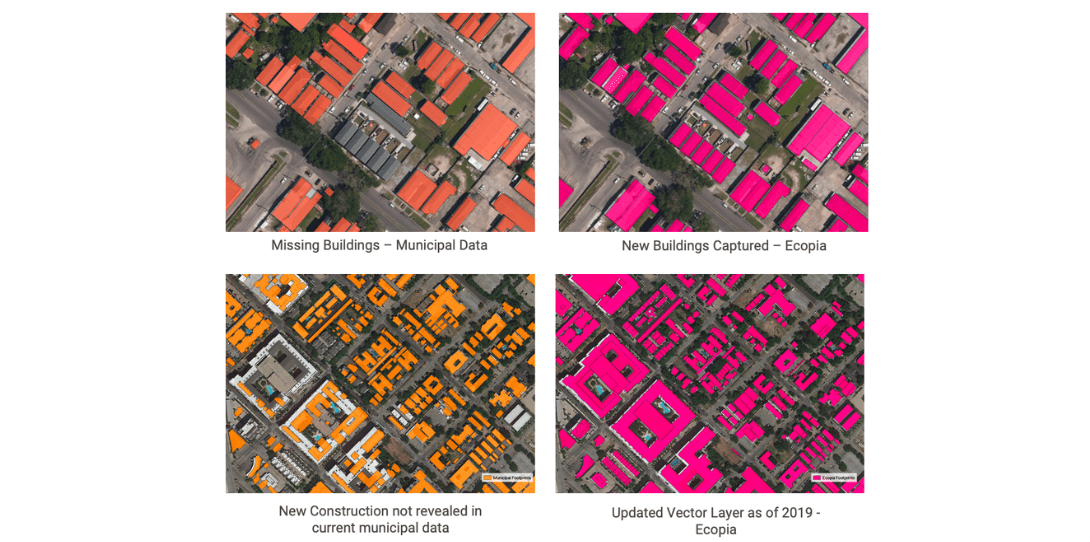 Missing Buildings – Municipal Data
New Buildings Captured – Ecopia
Municipal Footprints
Ecopia Footprints
New Construction not revealed in
current municipal data
Updated Vector Layer as of 2019 -
Ecopia